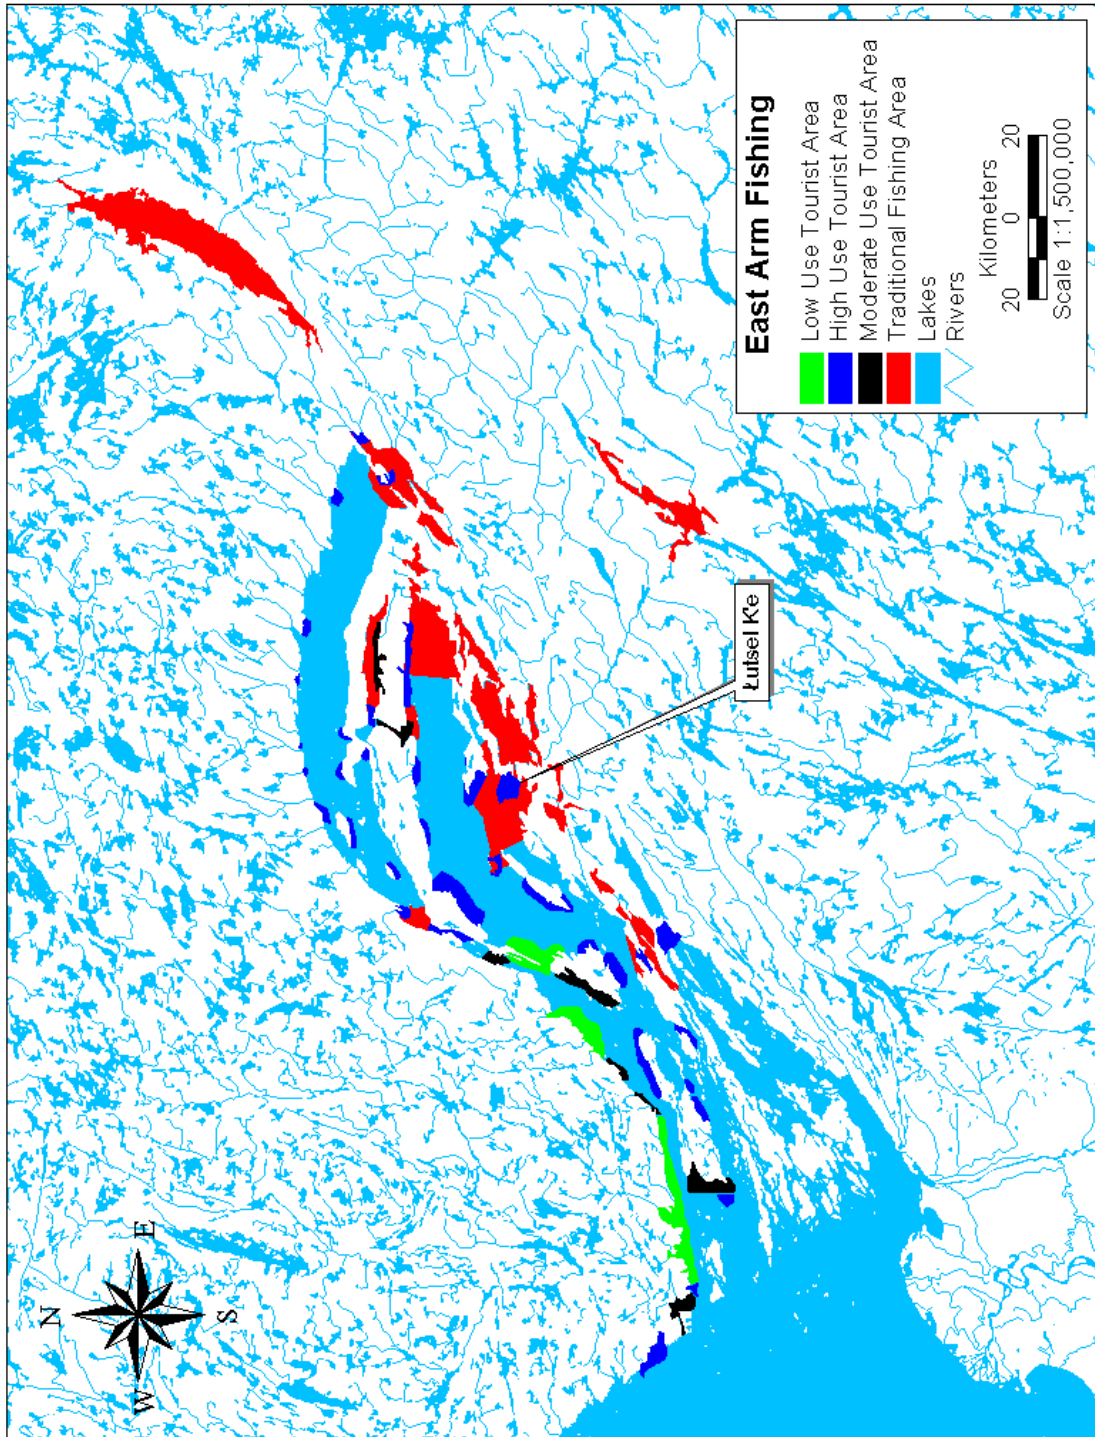 East Arm Fishing
Low Use Tourist Area
High Use Tourist Area
Moderate Use Tourist Area
Traditional Fishing Area
Lakes
Rivers
Kilometers
20 0 20
Scale 1:1,500,000
Łutsel K'e
N
W E
S